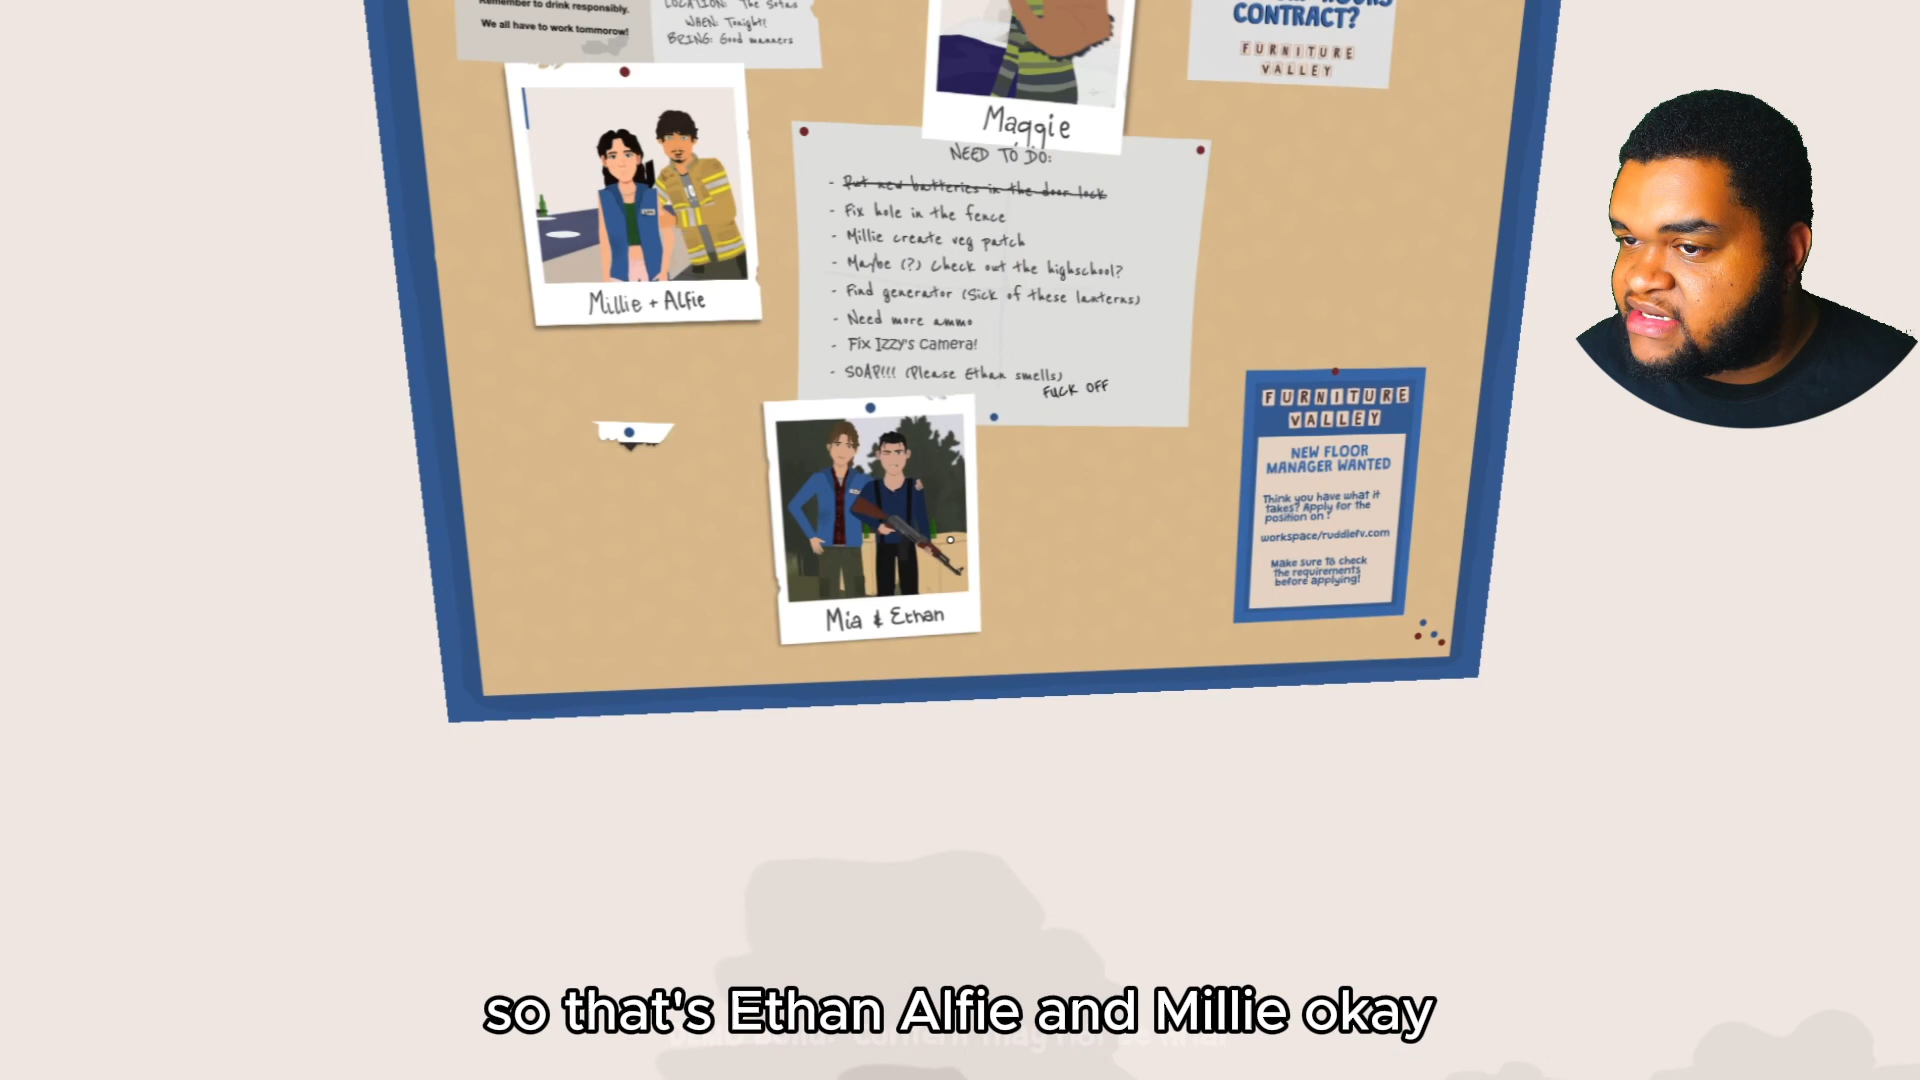 Remember to drink responsibly.
We all have to work tommorow!
LOCATION: The Sofas
WHEN: Tonight!
BRING: Good manners
CONTRACT?
FURNITURE
VALLEY
Maggie
NEED TO DO:
- Put new batteries in the door lock
- Fix hole in the fence
- Millie create veg patch
- Maybe (?) check out the highschool?
- Find generator (Sick of these lanterns)
- Need more ammo
- Fix Izzy's camera!
- SOAP!!! (Please Ethan smells)
FUCK OFF
Millie + Alfie
Mia & Ethan
FURNITURE
VALLEY
NEW FLOOR
MANAGER WANTED
Think you have what it
takes? Apply for the
position on :
workspace/ruddlefv.com
Make sure to check
the requirements
before applying!
so that's Ethan Alfie and Millie okay